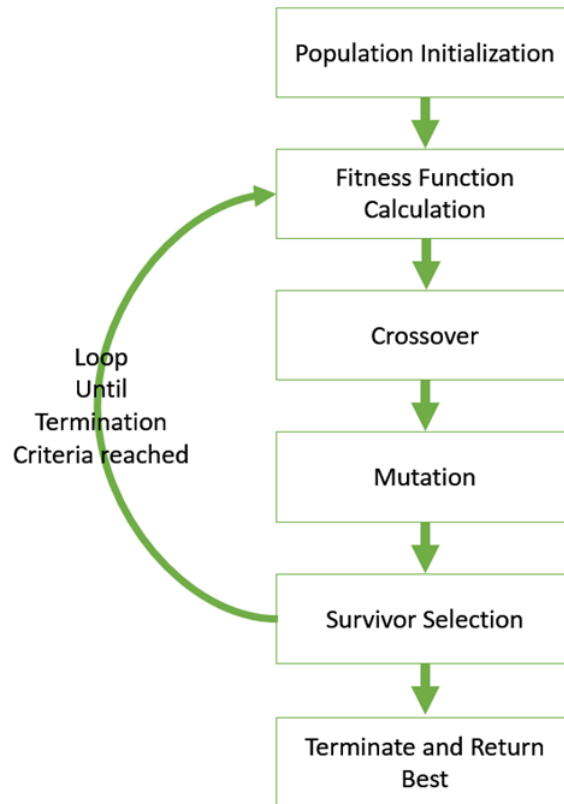 Population Initialization
Fitness Function
Calculation
Crossover
Loop
Until
Termination
Criteria reached
Mutation
Survivor Selection
Terminate and Return
Best